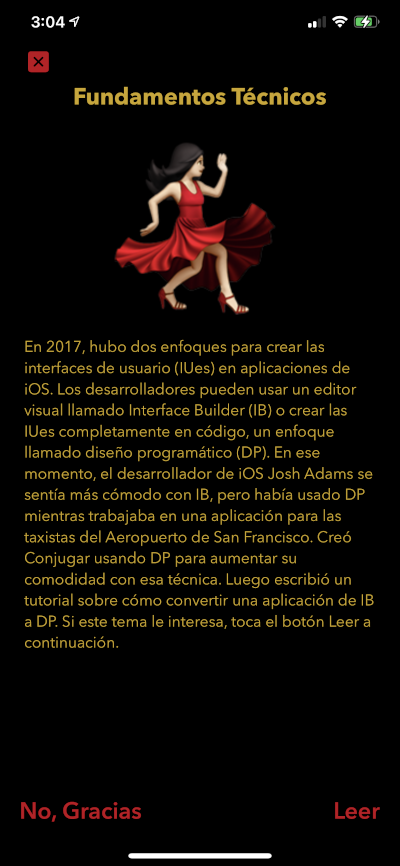 3:04
Fundamentos Técnicos
En 2017, hubo dos enfoques para crear las
interfaces de usuario (IUes) en aplicaciones de
iOS. Los desarrolladores pueden usar un editor
visual llamado Interface Builder (IB) o crear las
IUes completamente en código, un enfoque
llamado diseño programático (DP). En ese
momento, el desarrollador de iOS Josh Adams se
sentía más cómodo con IB, pero había usado DP
mientras trabajaba en una aplicación para las
taxistas del Aeropuerto de San Francisco. Creó
Conjugar usando DP para aumentar su
comodidad con esa técnica. Luego escribió un
tutorial sobre cómo convertir una aplicación de IB
a DP. Si este tema le interesa, toca el botón Leer a
continuación.
No, Gracias
Leer